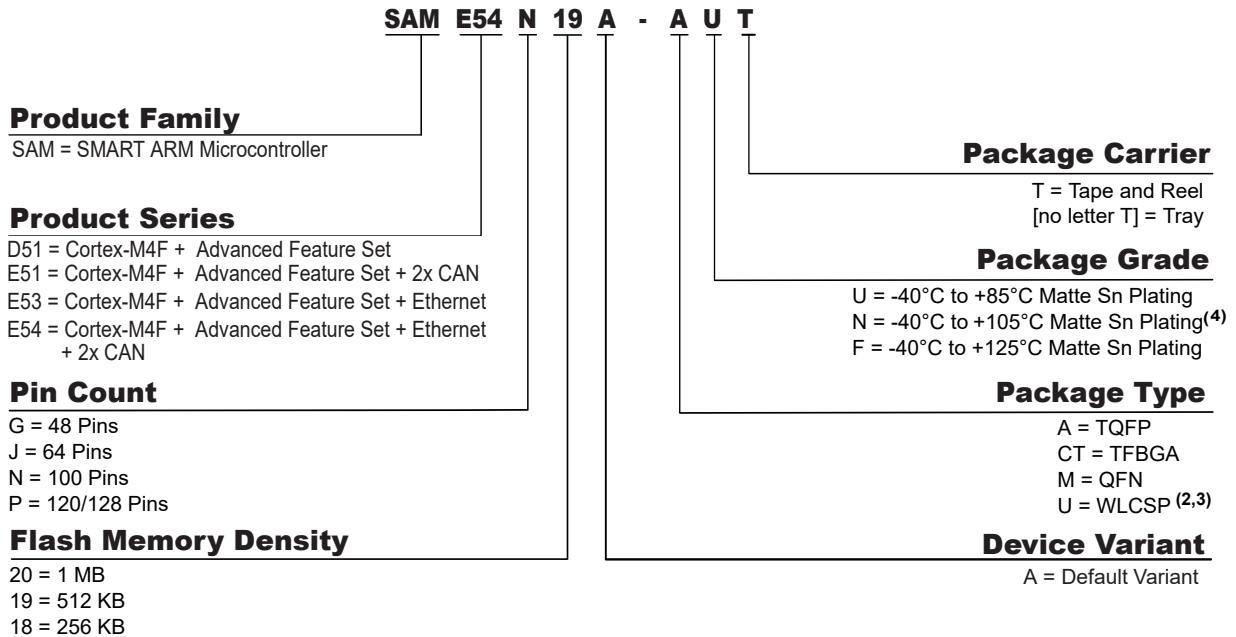 SAM E54 N 19 A - A U T
Product Family
SAM = SMART ARM Microcontroller
Product Series
D51 = Cortex-M4F + Advanced Feature Set
E51 = Cortex-M4F + Advanced Feature Set + 2x CAN
E53 = Cortex-M4F + Advanced Feature Set + Ethernet
E54 = Cortex-M4F + Advanced Feature Set + Ethernet
+ 2x CAN
Pin Count
G = 48 Pins
J = 64 Pins
N = 100 Pins
P = 120/128 Pins
Flash Memory Density
20 = 1 MB
19 = 512 KB
18 = 256 KB
Package Carrier
T = Tape and Reel
[no letter T] = Tray
Package Grade
U = -40°C to +85°C Matte Sn Plating
N = -40°C to +105°C Matte Sn Plating(4)
F = -40°C to +125°C Matte Sn Plating
Package Type
A = TQFP
CT = TFBGA
M = QFN
U = WLCSP (2,3)
Device Variant
A = Default Variant